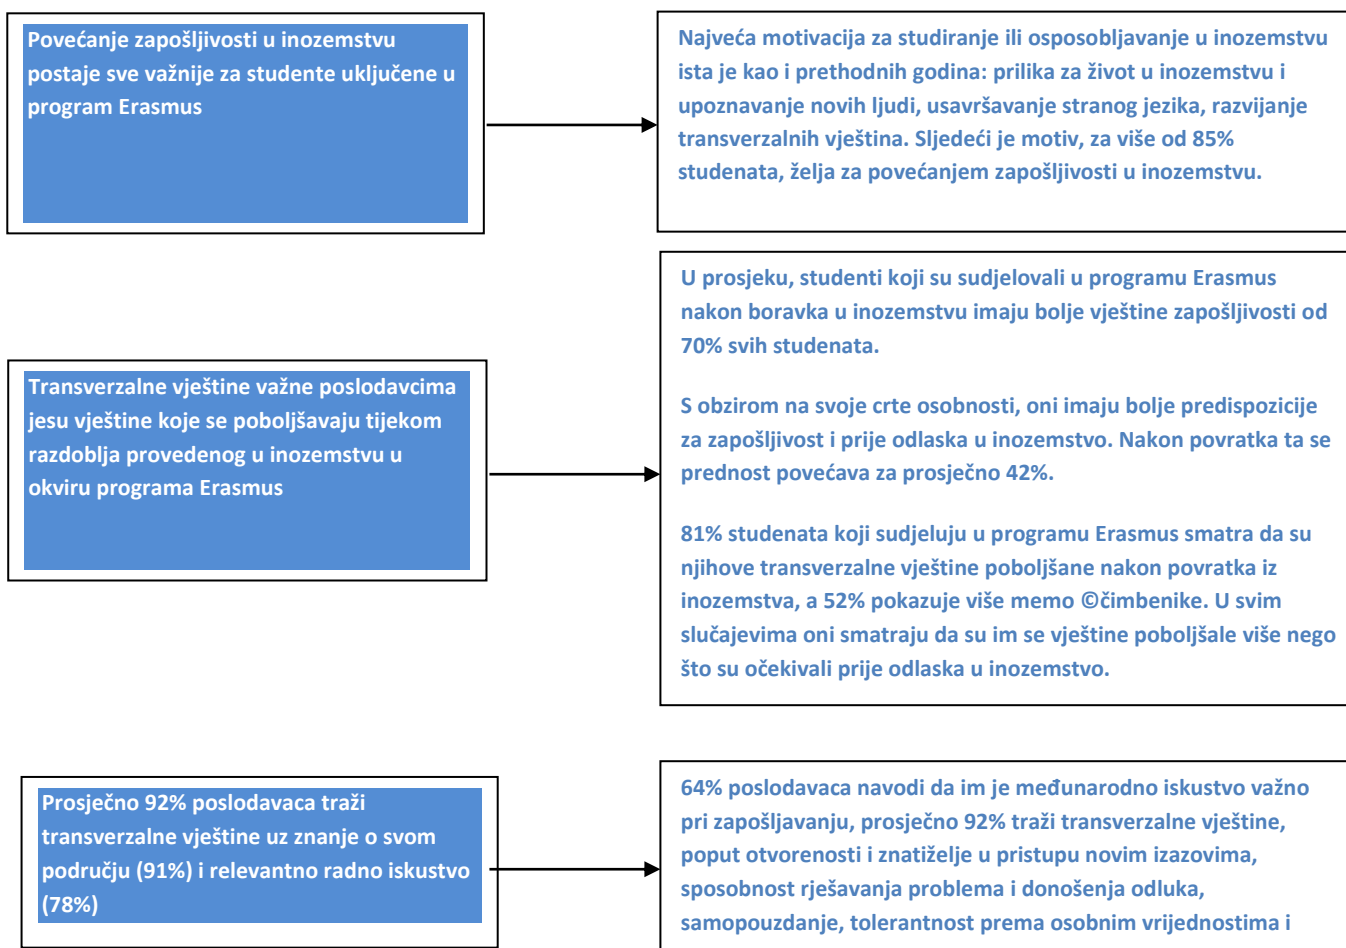 Povećanje zapošljivosti u inozemstvu
postaje sve važnije za studente uključene u
program Erasmus
Najveća motivacija za studiranje ili osposobljavanje u inozemstvu
ista je kao i prethodnih godina: prilika za život u inozemstvu i
upoznavanje novih ljudi, usavršavanje stranog jezika, razvijanje
transverzalnih vještina. Sljedeći je motiv, za više od 85%
studenata, želja za povećanjem zapošljivosti u inozemstvu.
Transverzalne vještine važne poslodavcima
jesu vještine koje se poboljšavaju tijekom
razdoblja provedenog u inozemstvu u
okviru programa Erasmus
U prosjeku, studenti koji su sudjelovali u programu Erasmus
nakon boravka u inozemstvu imaju bolje vještine zapošljivosti od
70% svih studenata.
S obzirom na svoje crte osobnosti, oni imaju bolje predispozicije
za zapošljivost i prije odlaska u inozemstvo. Nakon povratka ta se
prednost povećava za prosječno 42%.
81% studenata koji sudjeluju u programu Erasmus smatra da su
njihove transverzalne vještine poboljšane nakon povratka iz
inozemstva, a 52% pokazuje više memo ©čimbenike. U svim
slučajevima oni smatraju da su im se vještine poboljšale više nego
što su očekivali prije odlaska u inozemstvo.
Prosječno 92% poslodavaca traži
transverzalne vještine uz znanje o svom
području (91%) i relevantno radno iskustvo
(78%)
64% poslodavaca navodi da im je međunarodno iskustvo važno
pri zapošljavanju, prosječno 92% traži transverzalne vještine,
poput otvorenosti i znatiželje u pristupu novim izazovima,
sposobnost rješavanja problema i donošenja odluka,
samopouzdanje, tolerantnost prema osobnim vrijednostima i